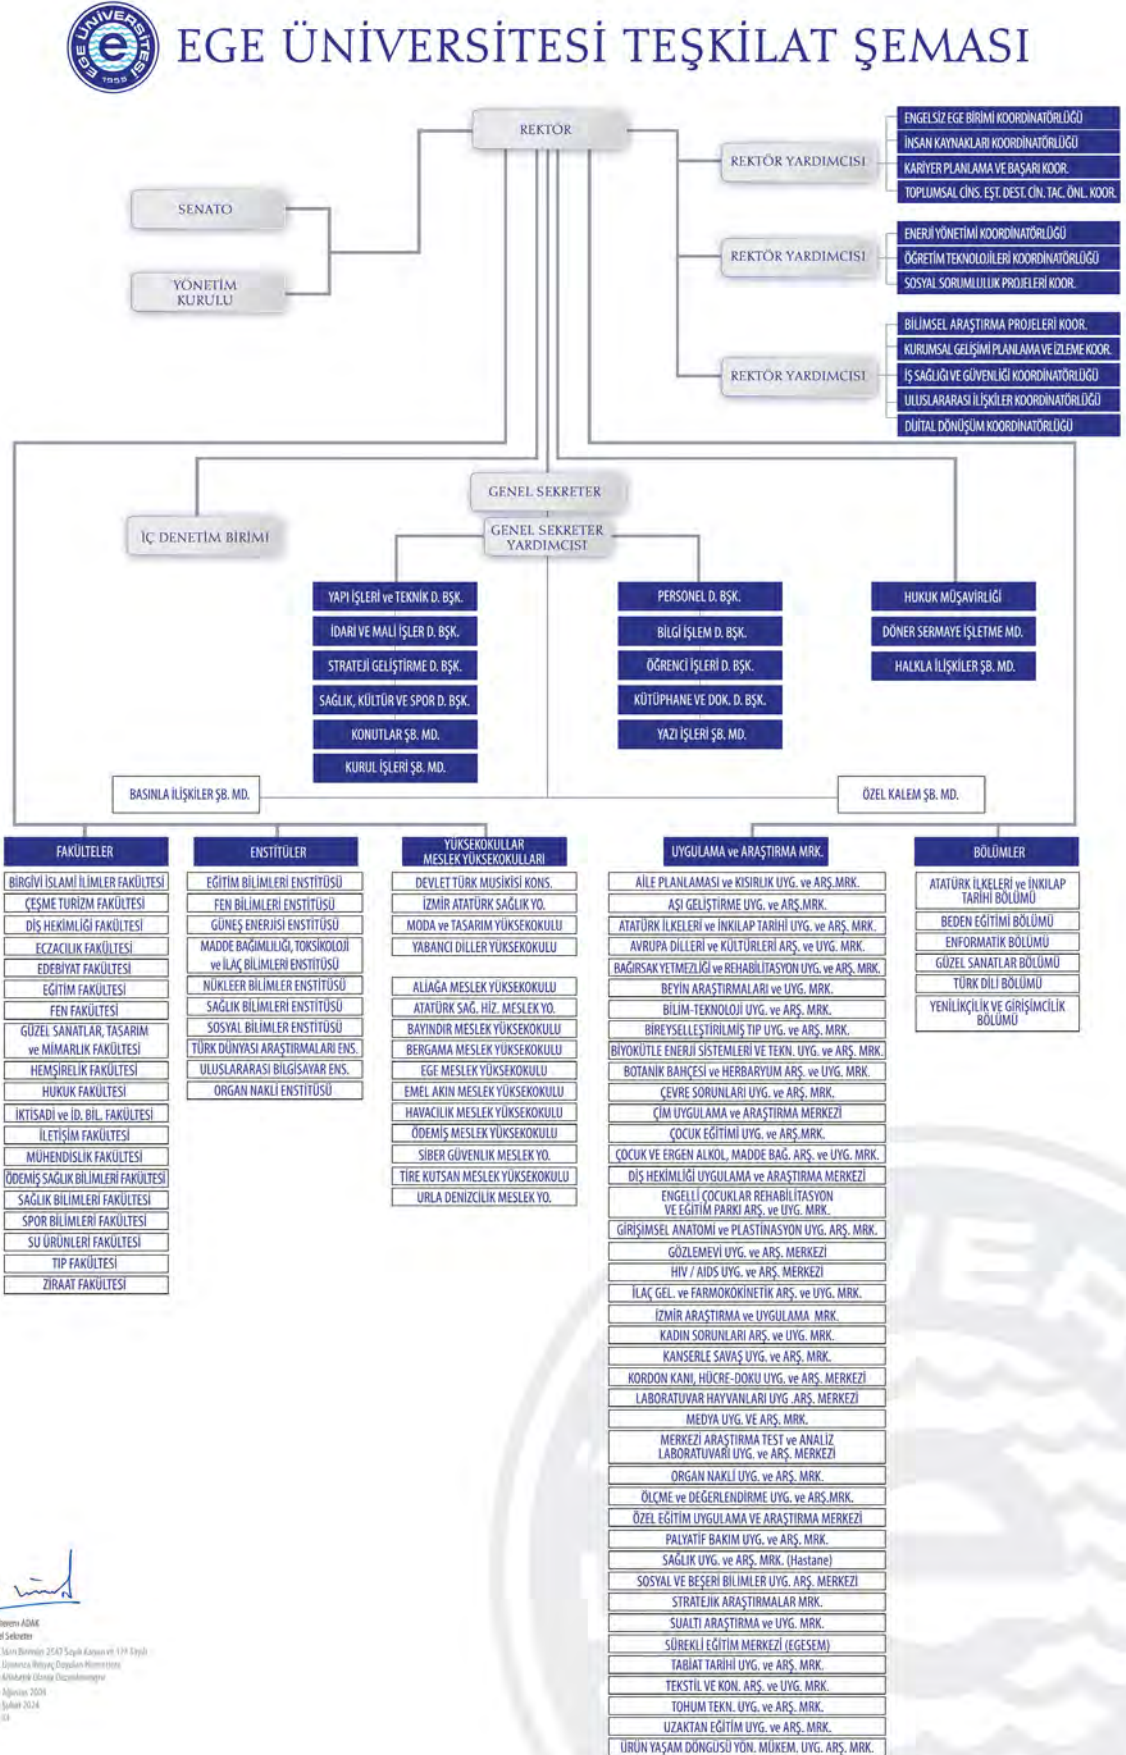 EGE ÜNİVERSİTESİ TEŞKİLAT ŞEMASI
EGE ÜNİVERSİTESİ
1955
REKTÖR
SENATO
YÖNETİM
KURULU
REKTÖR YARDIMCISI
ENGELSİZ EGE BİRİMİ KOORDİNATÖRLÜĞÜ
İNSAN KAYNAKLARI KOORDİNATÖRLÜĞÜ
KARİYER PLANLAMA VE BAŞARI KOOR.
TOPLUMSAL CİNS. EŞT. DEST. CİN. TAC. ÖNL. KOOR.
REKTÖR YARDIMCISI
ENERJİ YÖNETİMİ KOORDİNATÖRLÜĞÜ
ÖĞRETİM TEKNOLOJİLERİ KOORDİNATÖRLÜĞÜ
SOSYAL SORUMLULUK PROJELERİ KOOR.
REKTÖR YARDIMCISI
BİLİMSEL ARAŞTIRMA PROJELERİ KOOR.
KURUMSAL GELİŞİMİ PLANLAMA VE İZLEME KOOR.
İŞ SAĞLIĞI VE GÜVENLİĞİ KOORDİNATÖRLÜĞÜ
ULUSLARARASI İLİŞKİLER KOORDİNATÖRLÜĞÜ
DİJİTAL DÖNÜŞÜM KOORDİNATÖRLÜĞÜ
GENEL SEKRETER
GENEL SEKRETER
YARDIMCISI
İÇ DENETİM BİRİMİ
YAPI İŞLERİ ve TEKNİK D. BŞK.
İDARİ VE MALİ İŞLER D. BŞK.
STRATEJİ GELİŞTİRME D. BŞK.
SAĞLIK, KÜLTÜR VE SPOR D. BŞK.
KONUTLAR ŞB. MD.
KURUL İŞLERİ ŞB. MD.
PERSONEL D. BŞK.
BİLGİ İŞLEM D. BŞK.
ÖĞRENCİ İŞLERİ D. BŞK.
KÜTÜPHANE VE DOK. D. BŞK.
YAZI İŞLERİ ŞB. MD.
HUKUK MÜŞAVİRLİĞİ
DÖNER SERMAYE İŞLETME MD.
HALKLA İLİŞKİLER ŞB. MD.
BASINLA İLİŞKİLER ŞB. MD.
ÖZEL KALEM ŞB. MD.
FAKÜLTELER
BİRGİVİ İSLAMİ İLİMLER FAKÜLTESİ
ÇEŞME TURİZM FAKÜLTESİ
DİŞ HEKİMLİĞİ FAKÜLTESİ
ECZACILIK FAKÜLTESİ
EDEBİYAT FAKÜLTESİ
EĞİTİM FAKÜLTESİ
FEN FAKÜLTESİ
GÜZEL SANATLAR, TASARIM
ve MİMARLIK FAKÜLTESİ
HEMŞİRELİK FAKÜLTESİ
HUKUK FAKÜLTESİ
İKTİSADİ ve İD. BİL. FAKÜLTESİ
İLETİŞİM FAKÜLTESİ
MÜHENDİSLİK FAKÜLTESİ
ÖDEMİŞ SAĞLIK BİLİMLERİ FAKÜLTESİ
SAĞLIK BİLİMLERİ FAKÜLTESİ
SPOR BİLİMLERİ FAKÜLTESİ
SU ÜRÜNLERİ FAKÜLTESİ
TIP FAKÜLTESİ
ZİRAAT FAKÜLTESİ
ENSTİTÜLER
EĞİTİM BİLİMLERİ ENSTİTÜSÜ
FEN BİLİMLERİ ENSTİTÜSÜ
GÜNEŞ ENERJİSİ ENSTİTÜSÜ
MADDE BAĞIMLILIĞI, TOKSİKOLOJİ
ve İLAÇ BİLİMLERİ ENSTİTÜSÜ
NÜKLEER BİLİMLER ENSTİTÜSÜ
SAĞLIK BİLİMLERİ ENSTİTÜSÜ
SOSYAL BİLİMLER ENSTİTÜSÜ
TÜRK DÜNYASI ARAŞTIRMALARI ENS.
ULUSLARARASI BİLGİSAYAR ENS.
ORGAN NAKLİ ENSTİTÜSÜ
YÜKSEKOKULLAR
MESLEK YÜKSEKOKULLARI
DEVLET TÜRK MUSİKİSİ KONS.
İZMİR ATATÜRK SAĞLIK YO.
MODA ve TASARIM YÜKSEKOKULU
YABANCI DİLLER YÜKSEKOKULU
ALİAĞA MESLEK YÜKSEKOKULU
ATATÜRK SAĞ. HİZ. MESLEK YO.
BAYINDIR MESLEK YÜKSEKOKULU
BERGAMA MESLEK YÜKSEKOKULU
EGE MESLEK YÜKSEKOKULU
EMEL AKIN MESLEK YÜKSEKOKULU
HAVACILIK MESLEK YÜKSEKOKULU
ÖDEMİŞ MESLEK YÜKSEKOKULU
SİBER GÜVENLİK MESLEK YO.
TİRE KUTSAN MESLEK YÜKSEKOKULU
URLA DENİZCİLİK MESLEK YO.
UYGULAMA ve ARAŞTIRMA MRK.
AİLE PLANLAMASI ve KISIRLIK UYG. ve ARŞ.MRK.
AŞI GELİŞTİRME UYG. ve ARŞ.MRK.
ATATÜRK İLKELERİ ve İNKILAP TARİHİ UYG. ve ARŞ. MRK.
AVRUPA DİLLERİ ve KÜLTÜRLERİ ARŞ. ve UYG. MRK.
BAĞIRSAK YETMEZLİĞİ ve REHABİLİTASYON UYG. ve ARŞ. MRK.
BEYİN ARAŞTIRMALARI ve UYG. MRK.
BİLİM-TEKNOLOJİ UYG. ve ARŞ. MRK.
BİREYSELLEŞTİRİLMİŞ TIP UYG. ve ARŞ. MRK.
BİYOKÜTLE ENERJİ SİSTEMLERİ VE TEKN. UYG. ve ARŞ. MRK.
BOTANİK BAHÇESİ ve HERBARYUM ARŞ. ve UYG. MRK.
ÇEVRE SORUNLARI UYG. ve ARŞ. MRK.
ÇİM UYGULAMA ve ARAŞTIRMA MERKEZİ
ÇOCUK EĞİTİMİ UYG. ve ARŞ.MRK.
ÇOCUK VE ERGEN ALKOL, MADDE BAĞ. ARŞ. ve UYG. MRK.
DİŞ HEKİMLİĞİ UYGULAMA ve ARAŞTIRMA MERKEZİ
ENGELLİ ÇOCUKLAR REHABİLİTASYON
VE EĞİTİM PARKI ARŞ. ve UYG. MRK.
GİRİŞİMSEL ANATOMİ ve PLASTİNASYON UYG. ARŞ. MRK.
GÖZLEMEVİ UYG. ve ARŞ. MERKEZİ
HIV / AIDS UYG. ve ARŞ. MERKEZİ
İLAÇ GEL. ve FARMOKOKİNETİK ARŞ. ve UYG. MRK.
İZMİR ARAŞTIRMA ve UYGULAMA MRK.
KADIN SORUNLARI ARŞ. ve UYG. MRK.
KANSERLE SAVAŞ UYG. ve ARŞ. MRK.
KORDON KANI, HÜCRE-DOKU UYG. ve ARŞ. MERKEZİ
LABORATUVAR HAYVANLARI UYG .ARŞ. MERKEZİ
MEDYA UYG. VE ARŞ. MRK.
MERKEZİ ARAŞTIRMA TEST ve ANALİZ
LABORATUVARI UYG. ve ARŞ. MERKEZİ
ORGAN NAKLİ UYG. ve ARŞ. MRK.
ÖLÇME ve DEĞERLENDİRME UYG. ve ARŞ.MRK.
ÖZEL EĞİTİM UYGULAMA VE ARAŞTIRMA MERKEZİ
PALYATİF BAKIM UYG. ve ARŞ. MRK.
SAĞLIK UYG. ve ARŞ. MRK. (Hastane)
SOSYAL VE BEŞERİ BİLİMLER UYG. ARŞ. MERKEZİ
STRATEJİK ARAŞTIRMALAR MRK.
SUALTI ARAŞTIRMA ve UYG. MRK.
SÜREKLİ EĞİTİM MERKEZİ (EGESEM)
TABİAT TARİHİ UYG. ve ARŞ. MRK.
TEKSTİL VE KON. ARŞ. ve UYG. MRK.
TOHUM TEKN. UYG. ve ARŞ. MRK.
UZAKTAN EĞİTİM UYG. ve ARŞ. MRK.
ÜRÜN YAŞAM DÖNGÜSÜ YÖN. MÜKEM. UYG. ARŞ. MRK.
BÖLÜMLER
ATATÜRK İLKELERİ ve İNKILAP
TARİHİ BÖLÜMÜ
BEDEN EĞİTİMİ BÖLÜMÜ
ENFORMATİK BÖLÜMÜ
GÜZEL SANATLAR BÖLÜMÜ
TÜRK DİLİ BÖLÜMÜ
YENİLİKÇİLİK VE GİRİŞİMCİLİK
BÖLÜMÜ
ADAK
Sekreter